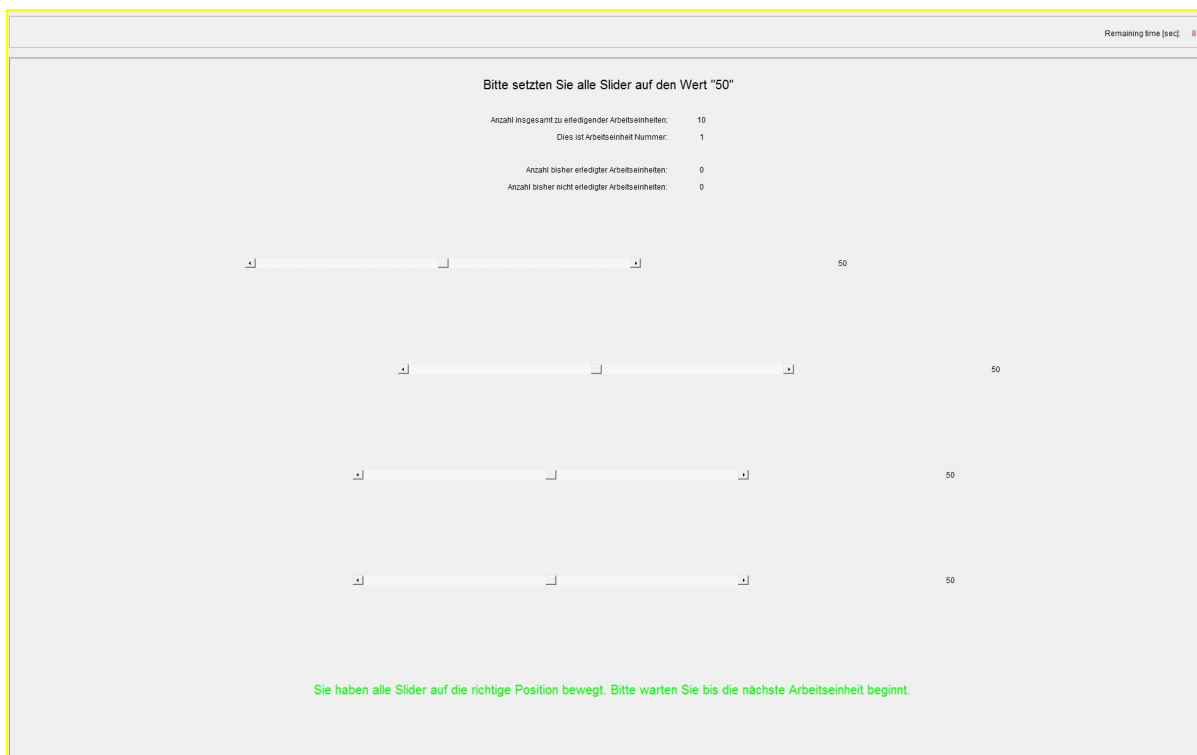 Remaining time [sec]: 8
Bitte setzten Sie alle Slider auf den Wert "50"
Anzahl insgesamt zu erledigender Arbeitseinheiten: 10
Dies ist Arbeitseinheit Nummer: 1
Anzahl bisher erledigter Arbeitseinheiten: 0
Anzahl bisher nicht erledigter Arbeitseinheiten: 0
50
50
50
50
Sie haben alle Slider auf die richtige Position bewegt. Bitte warten Sie bis die nächste Arbeitseinheit beginnt.